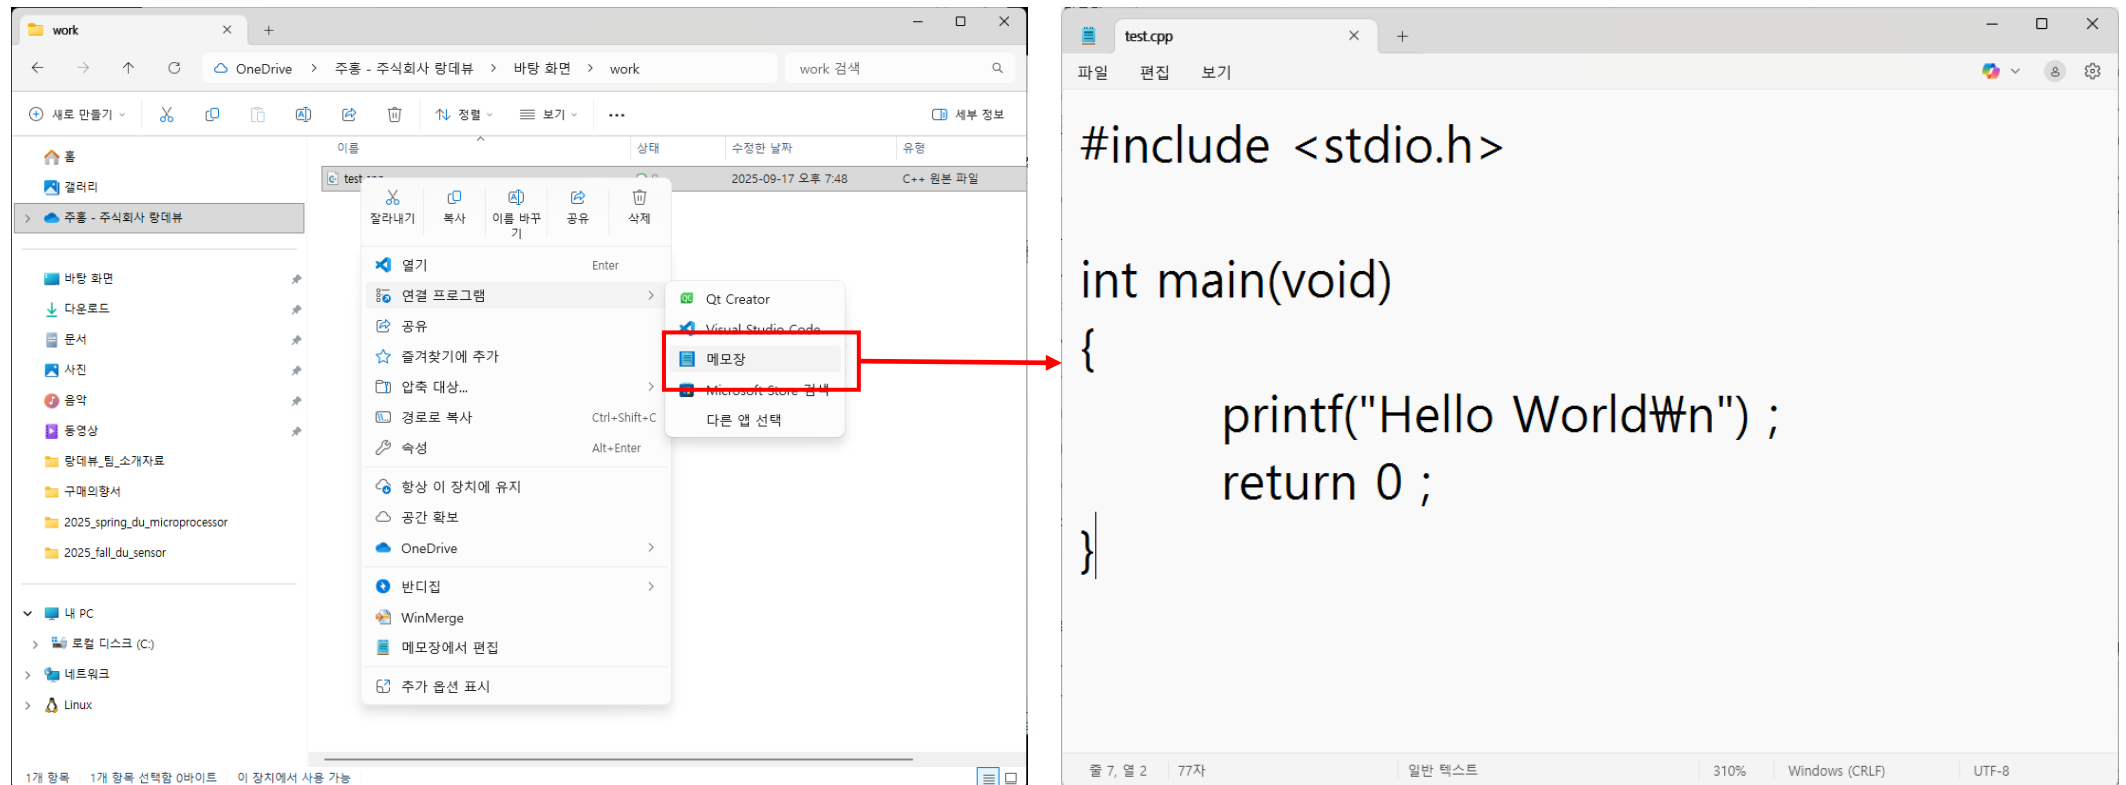 work
OneDrive > 주홍 - 주식회사 랑데뷰 > 바탕 화면 > work
work 검색
새로 만들기
정렬
보기
세부 정보
이름
상태
수정한 날짜
유형
2025-09-17 오후 7:48
C++ 원본 파일
홈
갤러리
주홍 - 주식회사 랑데뷰
바탕 화면
다운로드
문서
사진
음악
동영상
랑데뷰_팀_소개자료
구매의향서
2025_spring_du_microprocessor
2025_fall_du_sensor
내 PC
로컬 디스크 (C:)
네트워크
Linux
잘라내기
복사
이름 바꾸기
공유
삭제
열기 Enter
연결 프로그램
공유
즐겨찾기에 추가
압축 대상...
경로로 복사 Ctrl+Shift+C
속성 Alt+Enter
항상 이 장치에 유지
공간 확보
OneDrive
반디집
WinMerge
메모장에서 편집
추가 옵션 표시
Qt Creator
Visual Studio Code
메모장
Microsoft Store 검색
다른 앱 선택
1개 항목
1개 항목 선택함 0바이트
이 장치에서 사용 가능
test.cpp
파일 편집 보기
#include <stdio.h>
int main(void)
{
printf("Hello World₩n") ;
return 0 ;
}
줄 7, 열 2
77자
일반 텍스트
310%
Windows (CRLF)
UTF-8